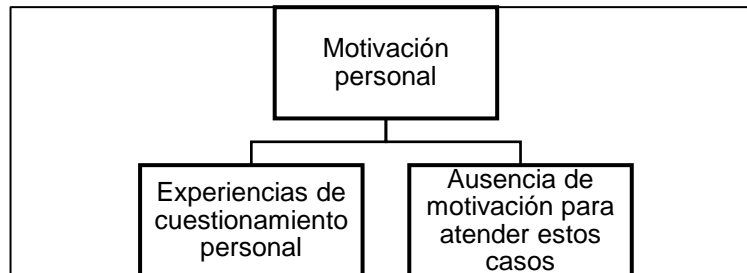 Motivación
personal
Experiencias de
cuestionamiento
personal
Ausencia de
motivación para
atender estos
casos